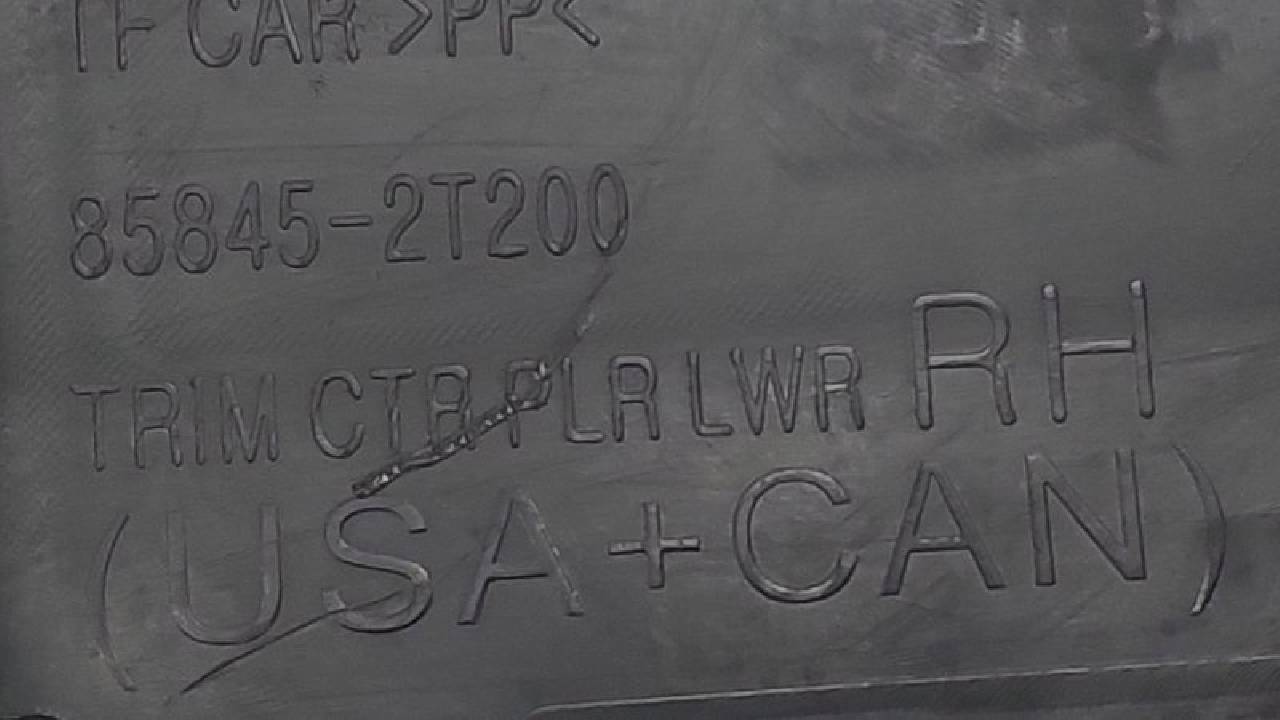 TF CAR >PP<
85845-2T200
TRIM CTR PLR LWR RH
(USA+CAN)